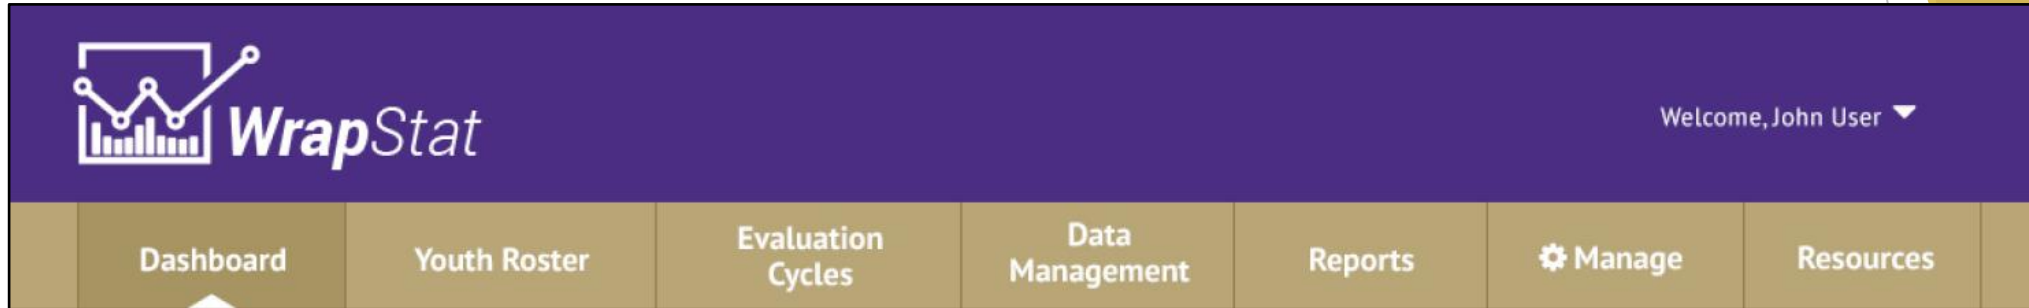 WrapStat
Welcome, John User
Dashboard
Youth Roster
Evaluation
Cycles
Data
Management
Reports
Manage
Resources